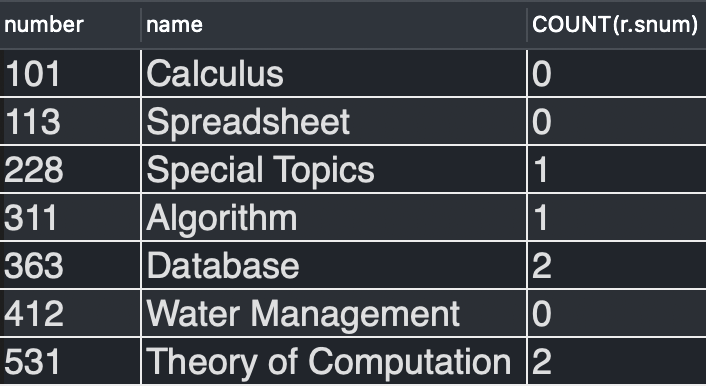 number name COUNT(r.snum)
101 Calculus 0
113 Spreadsheet 0
228 Special Topics 1
311 Algorithm 1
363 Database 2
412 Water Management 0
531 Theory of Computation 2